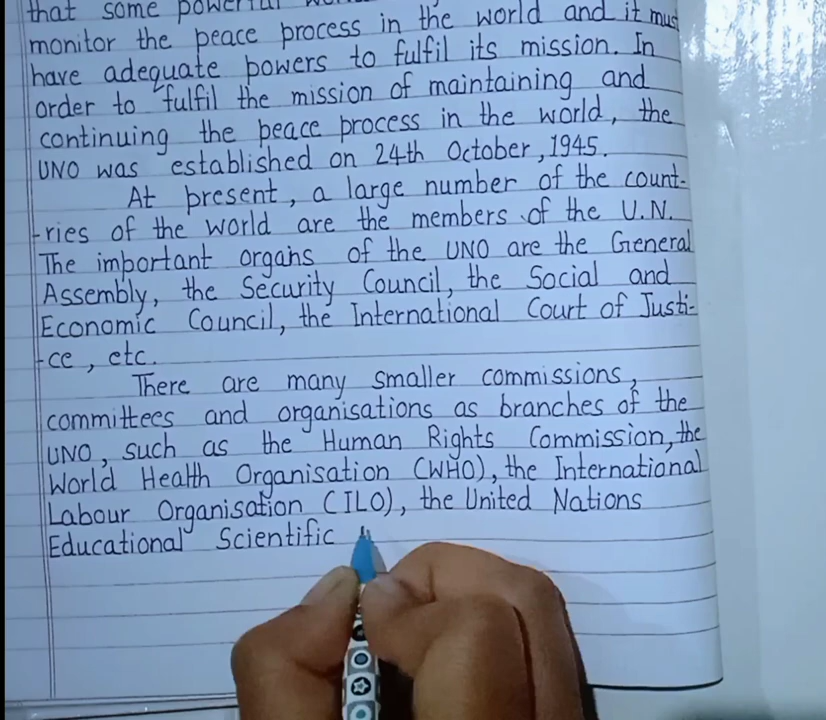 that some powerful
monitor the peace process in the world and it must
have adequate powers to fulfil its mission. In
order to fulfil the mission of maintaining and
continuing the peace process in the world, the
UNO was established on 24th October, 1945.
At present, a large number of the count-
-ries of the world are the members of the U.N.
The important organs of the UNO are the General
Assembly, the Security Council, the Social and
Economic Council, the International Court of Justi-
-ce, etc.
There are many smaller commissions,
committees and organisations as branches of the
UNO, such as the Human Rights Commission, the
World Health Organisation (WHO), the International
Labour Organisation (ILO), the United Nations
Educational Scientific